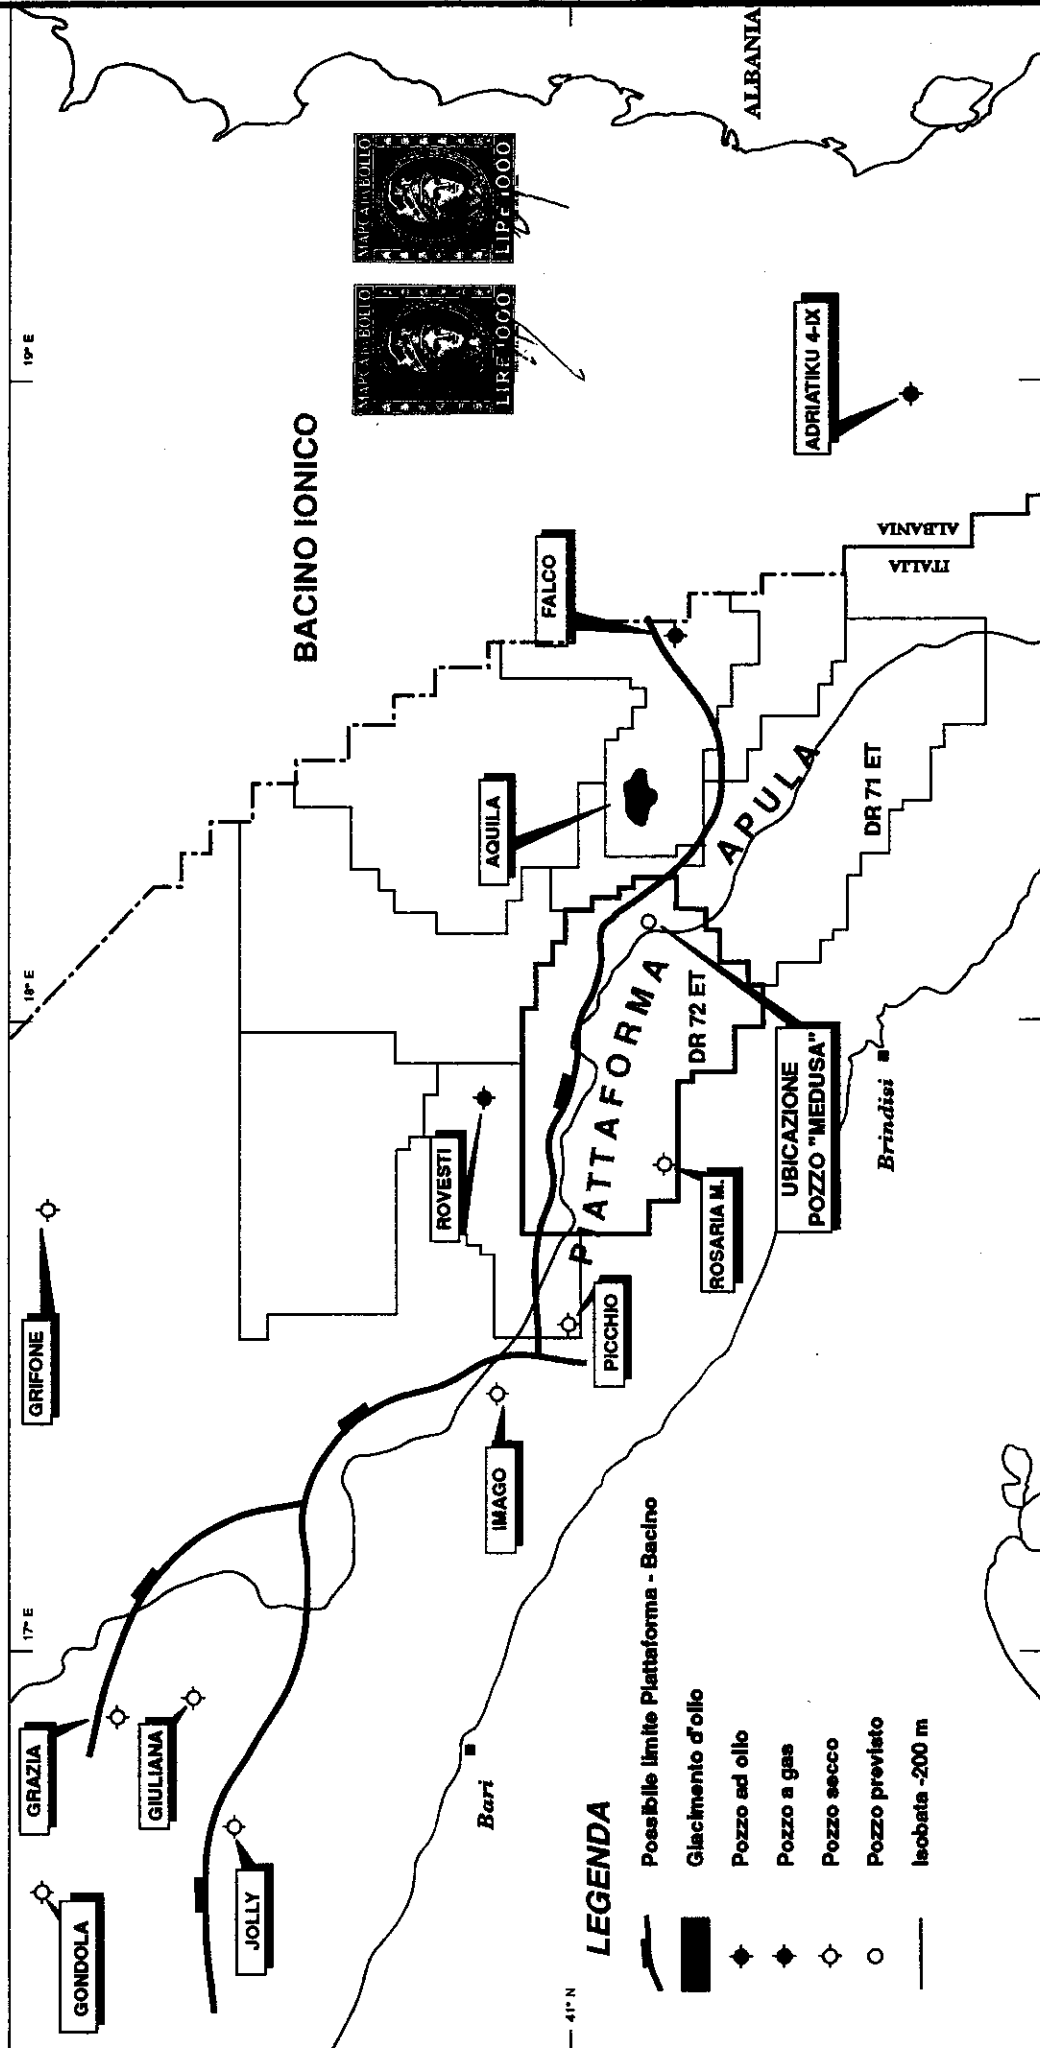 17° E
18° E
19° E
41° N
BACINO IONICO
ALBANIA
ALBANIA
ITALIA
MARCA DA BOLLO
LIRE 1000
MARCA DA BOLLO
LIRE 1000
GONDOLA
GRAZIA
GIULIANA
JOLLY
GRIFONE
IMAGO
PICCHIO
ROVESTI
ROSARIA M.
AQUILA
FALCO
ADRIATIKU 4-IX
PIATTAFORMA APULA
DR 72 ET
DR 71 ET
UBICAZIONE
POZZO "MEDUSA"
Bari
Brindisi
LEGENDA
Possibile limite Piattaforma - Bacino
Giacimento d'olio
Pozzo ad olio
Pozzo a gas
Pozzo secco
Pozzo previsto
Isobata -200 m